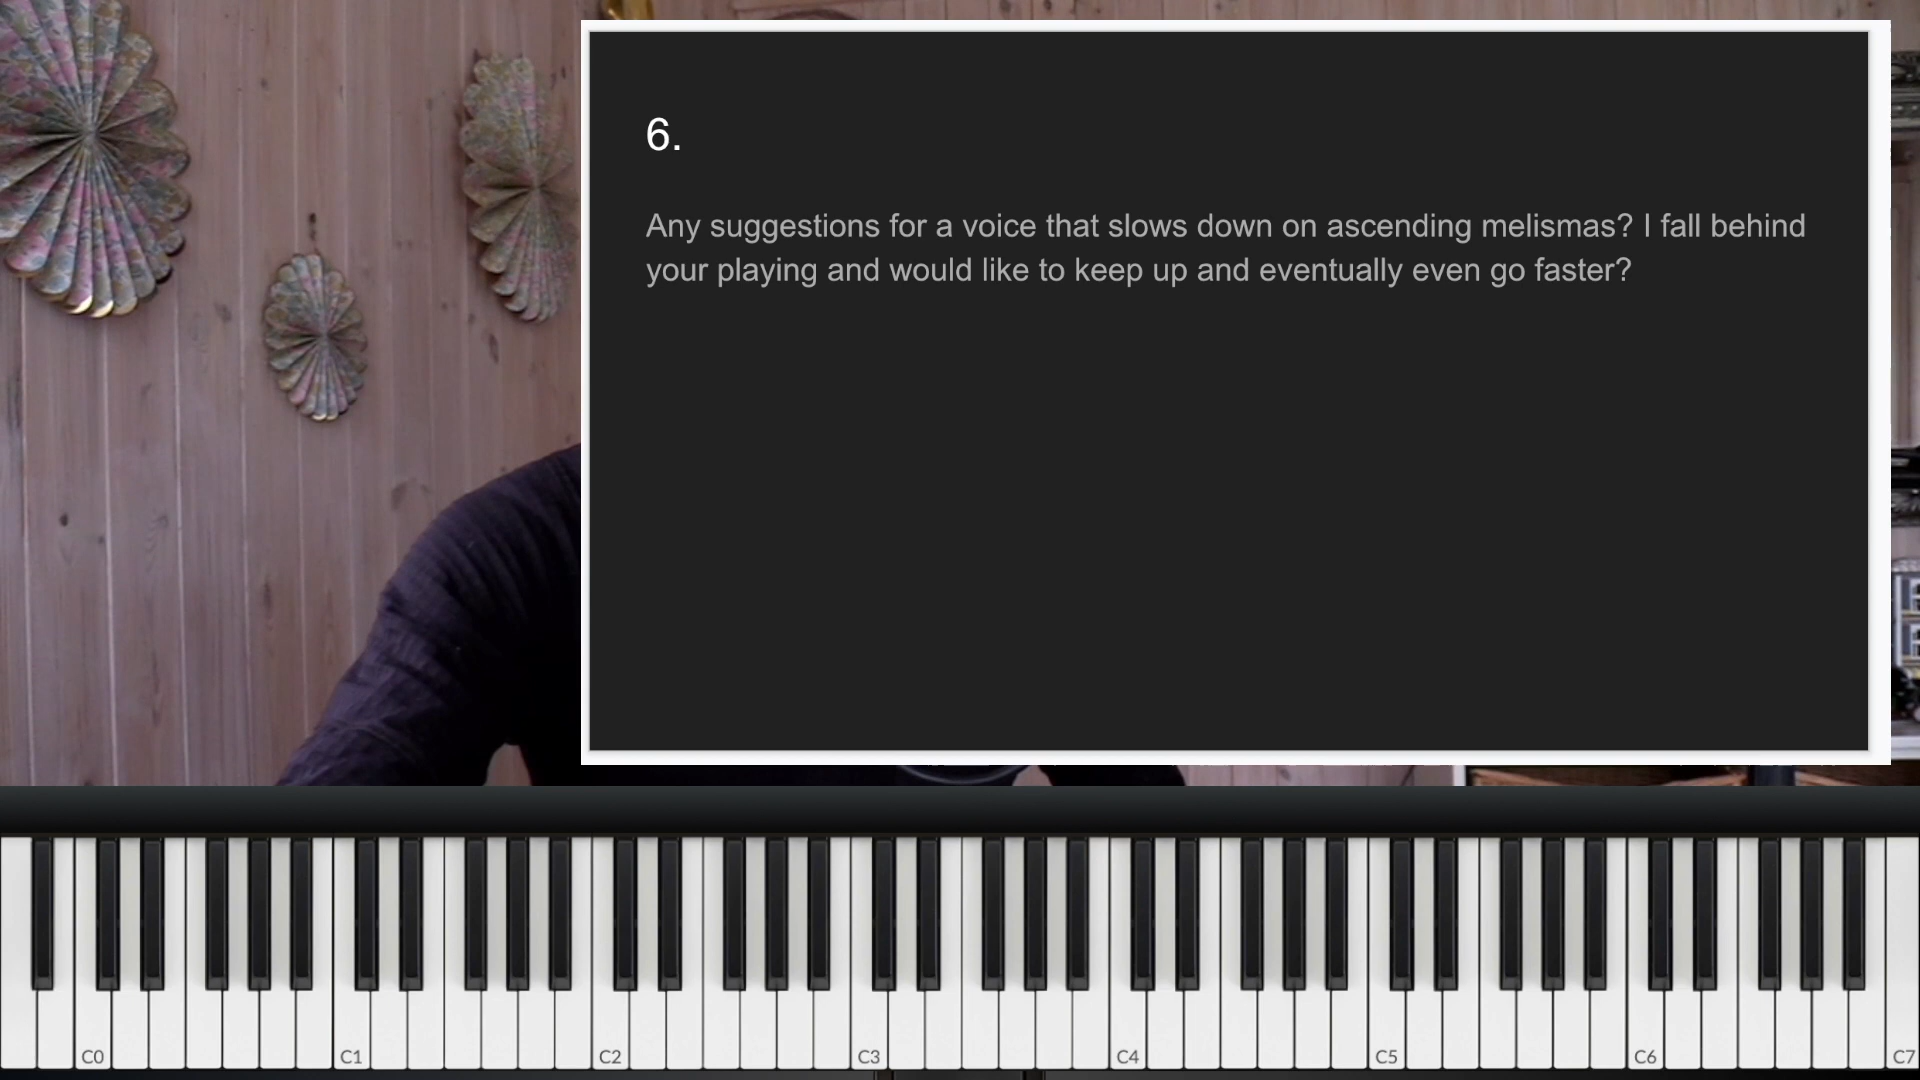 6.
Any suggestions for a voice that slows down on ascending melismas? I fall behind
your playing and would like to keep up and eventually even go faster?
C0 C1 C2 C3 C4 C5 C6 C7